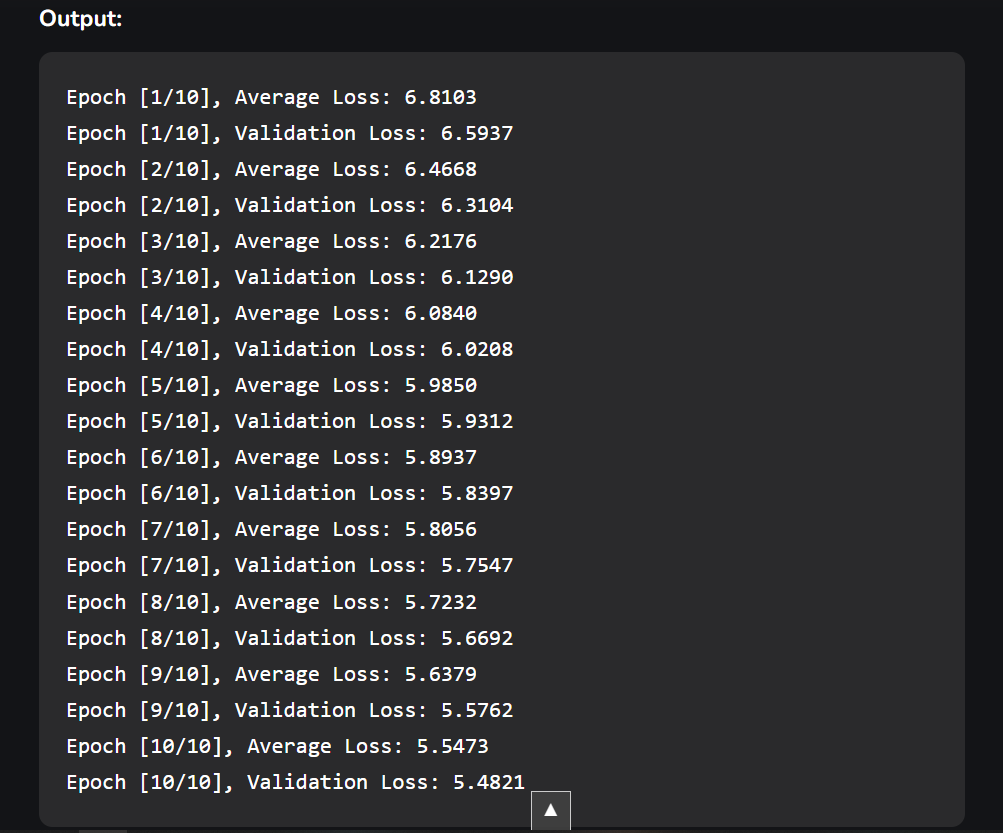 Output:
Epoch [1/10], Average Loss: 6.8103
Epoch [1/10], Validation Loss: 6.5937
Epoch [2/10], Average Loss: 6.4668
Epoch [2/10], Validation Loss: 6.3104
Epoch [3/10], Average Loss: 6.2176
Epoch [3/10], Validation Loss: 6.1290
Epoch [4/10], Average Loss: 6.0840
Epoch [4/10], Validation Loss: 6.0208
Epoch [5/10], Average Loss: 5.9850
Epoch [5/10], Validation Loss: 5.9312
Epoch [6/10], Average Loss: 5.8937
Epoch [6/10], Validation Loss: 5.8397
Epoch [7/10], Average Loss: 5.8056
Epoch [7/10], Validation Loss: 5.7547
Epoch [8/10], Average Loss: 5.7232
Epoch [8/10], Validation Loss: 5.6692
Epoch [9/10], Average Loss: 5.6379
Epoch [9/10], Validation Loss: 5.5762
Epoch [10/10], Average Loss: 5.5473
Epoch [10/10], Validation Loss: 5.4821